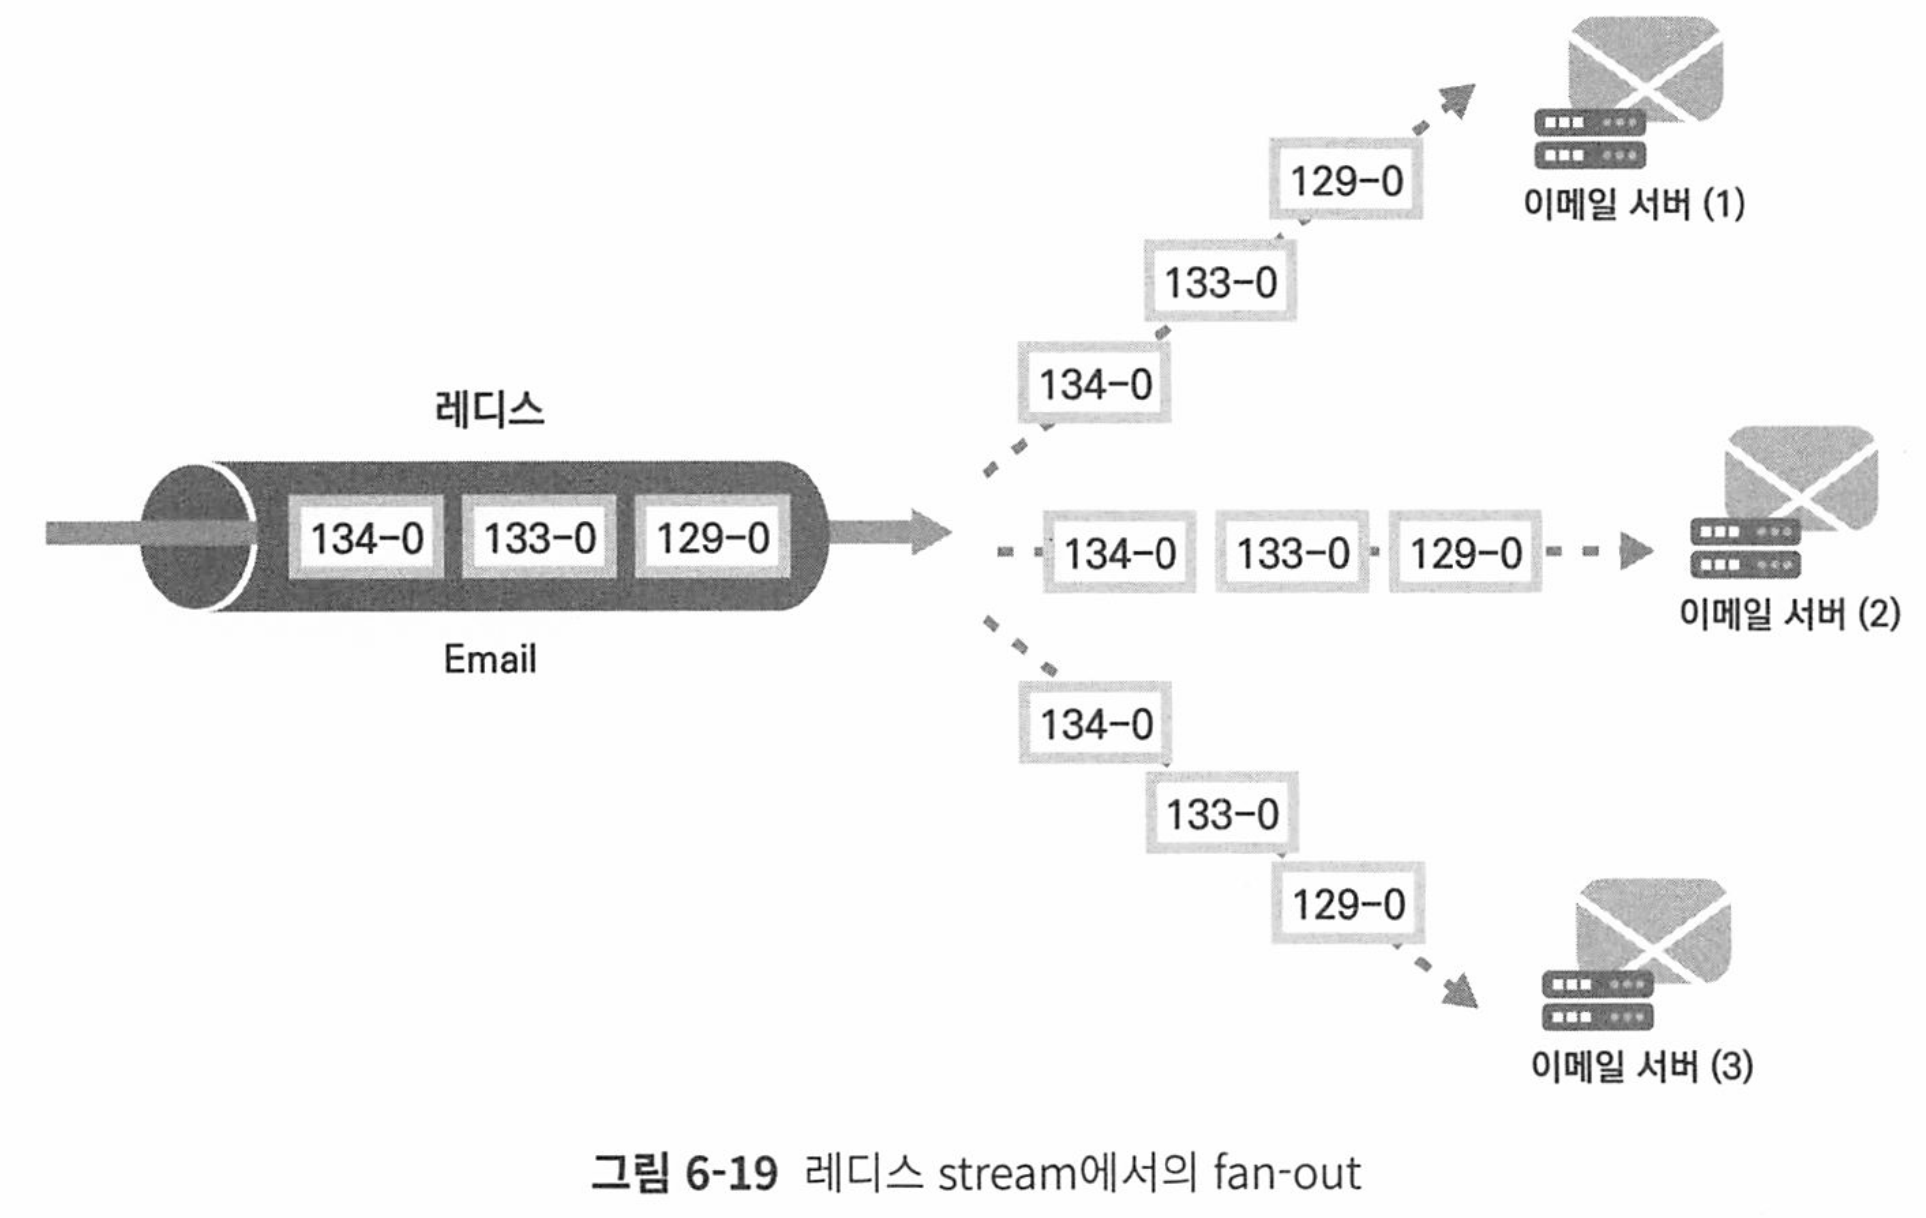 129-0
이메일 서버 (1)
133-0
134-0
레디스
134-0 133-0 129-0
Email
134-0 133-0 129-0
이메일 서버 (2)
134-0
133-0
129-0
이메일 서버 (3)
그림 6-19 레디스 stream에서의 fan-out